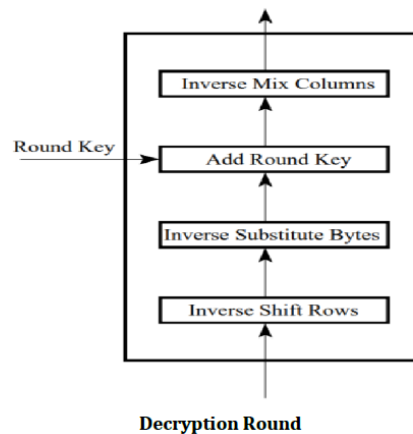 Inverse Mix Columns
Round Key
Add Round Key
Inverse Substitute Bytes
Inverse Shift Rows
Decryption Round